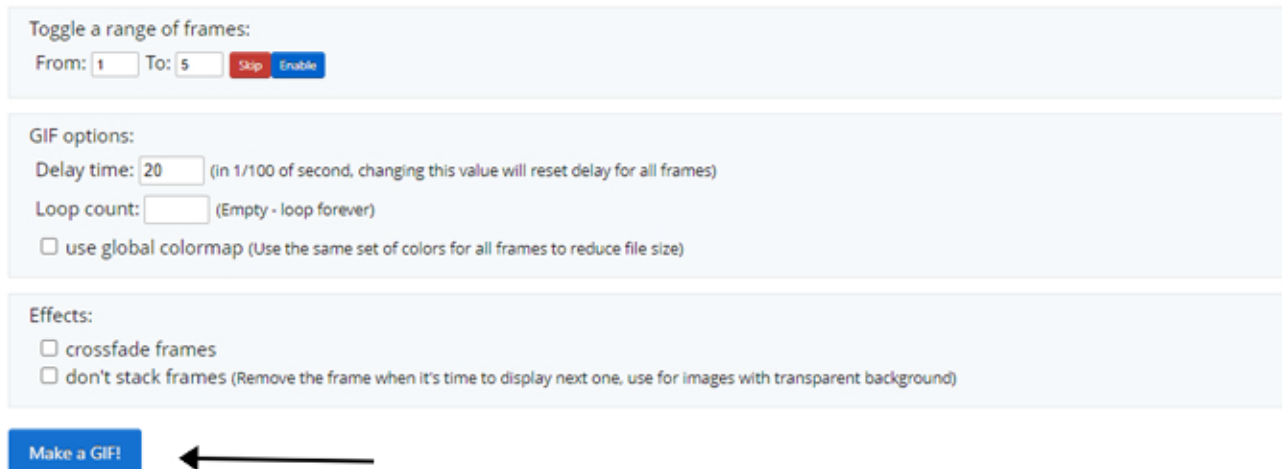 Toggle a range of frames:
From: 1 To: 5 Skip Enable
GIF options:
Delay time: 20 (in 1/100 of second, changing this value will reset delay for all frames)
Loop count: (Empty - loop forever)
use global colormap (Use the same set of colors for all frames to reduce file size)
Effects:
crossfade frames
don't stack frames (Remove the frame when it's time to display next one, use for images with transparent background)
Make a GIF!